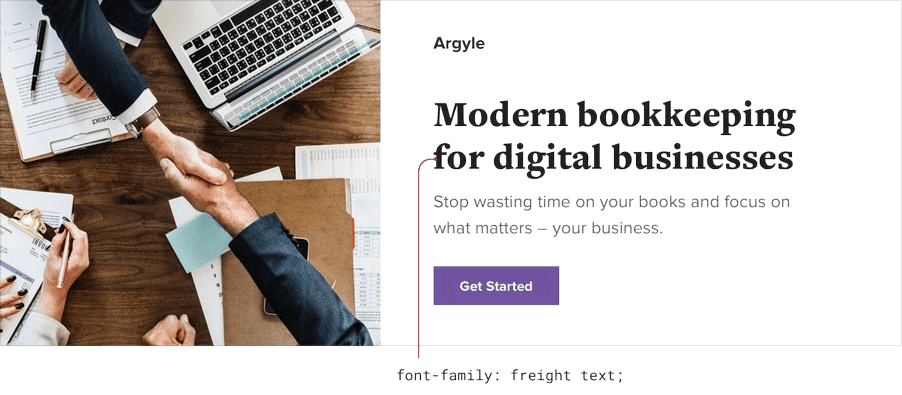 Argyle
Modern bookkeeping
for digital businesses
Stop wasting time on your books and focus on
what matters – your business.
Get Started
font-family: freight text;
Contract